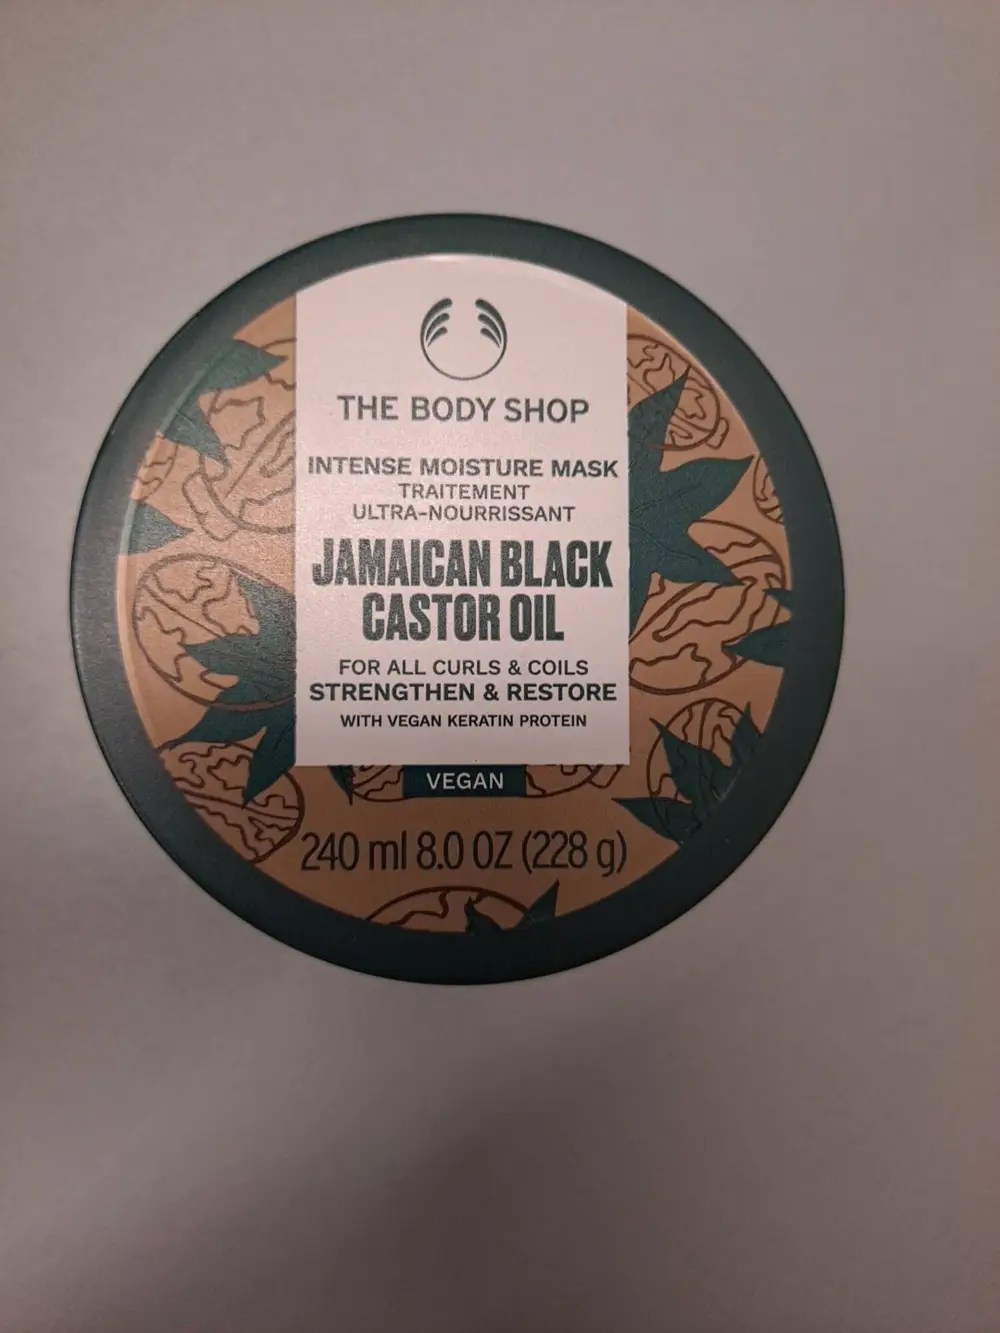 THE BODY SHOP
INTENSE MOISTURE MASK
TRAITEMENT
ULTRA-NOURRISSANT
JAMAICAN BLACK
CASTOR OIL
FOR ALL CURLS & COILS
STRENGTHEN & RESTORE
WITH VEGAN KERATIN PROTEIN
VEGAN
240 ml 8.0 OZ (228 g)